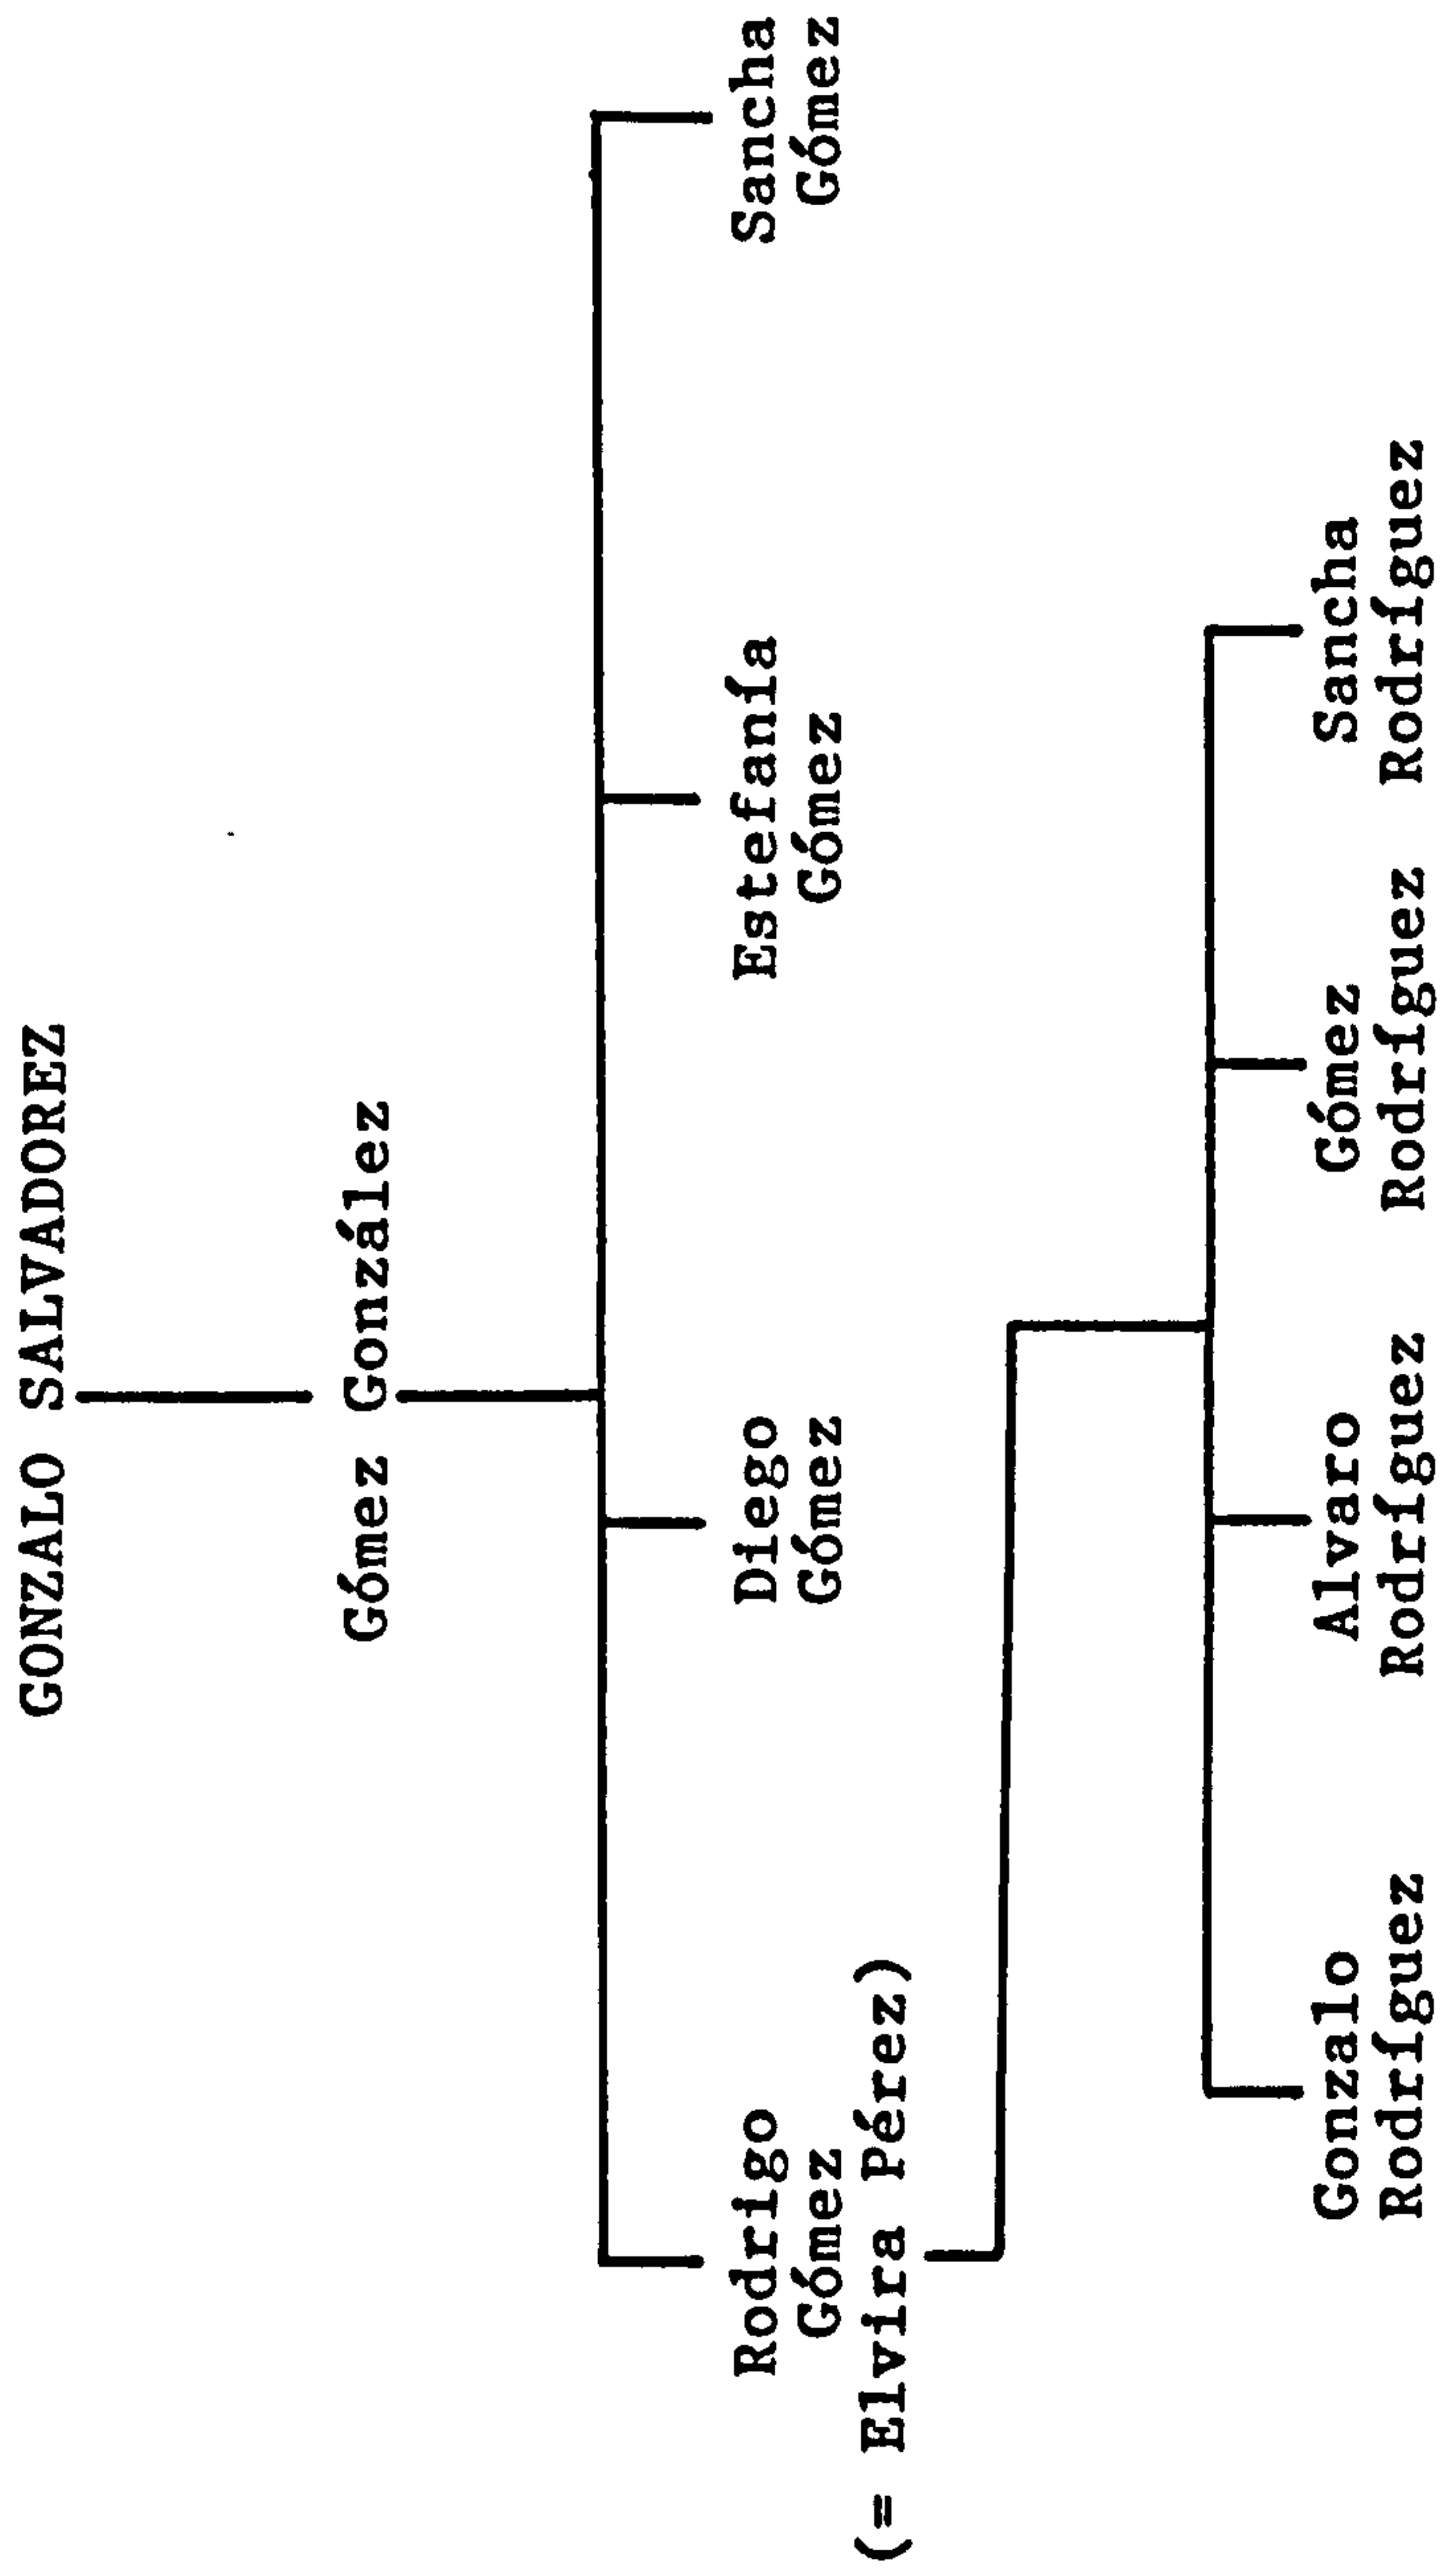 GONZALO SALVADOREZ
Gómez González
Rodrigo
Gómez
(= Elvira Pérez)
Diego
Gómez
Estefanía
Gómez
Sancha
Gómez
Gonzalo
Rodríguez
Alvaro
Rodríguez
Gómez
Rodríguez
Sancha
Rodríguez